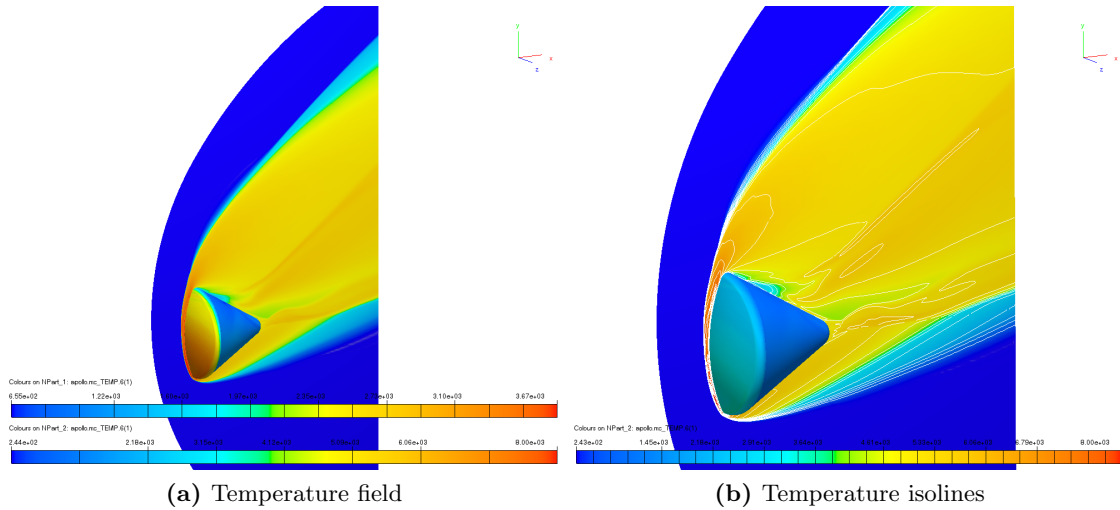 y
x
z
y
x
z
Colours on NPart_1: apollo.mc_TEMP.6(1)
6.55e+02 1.22e+03 3.10e+03 3.67e+03
Colours on NPart_2: apollo.mc_TEMP.6(1)
2.44e+02 2.18e+03 6.06e+03 8.00e+03
Colours on NPart_2: apollo.mc_TEMP.6(1)
2.43e+02 1.45e+03 6.79e+03 8.00e+03
(a) Temperature field
(b) Temperature isolines